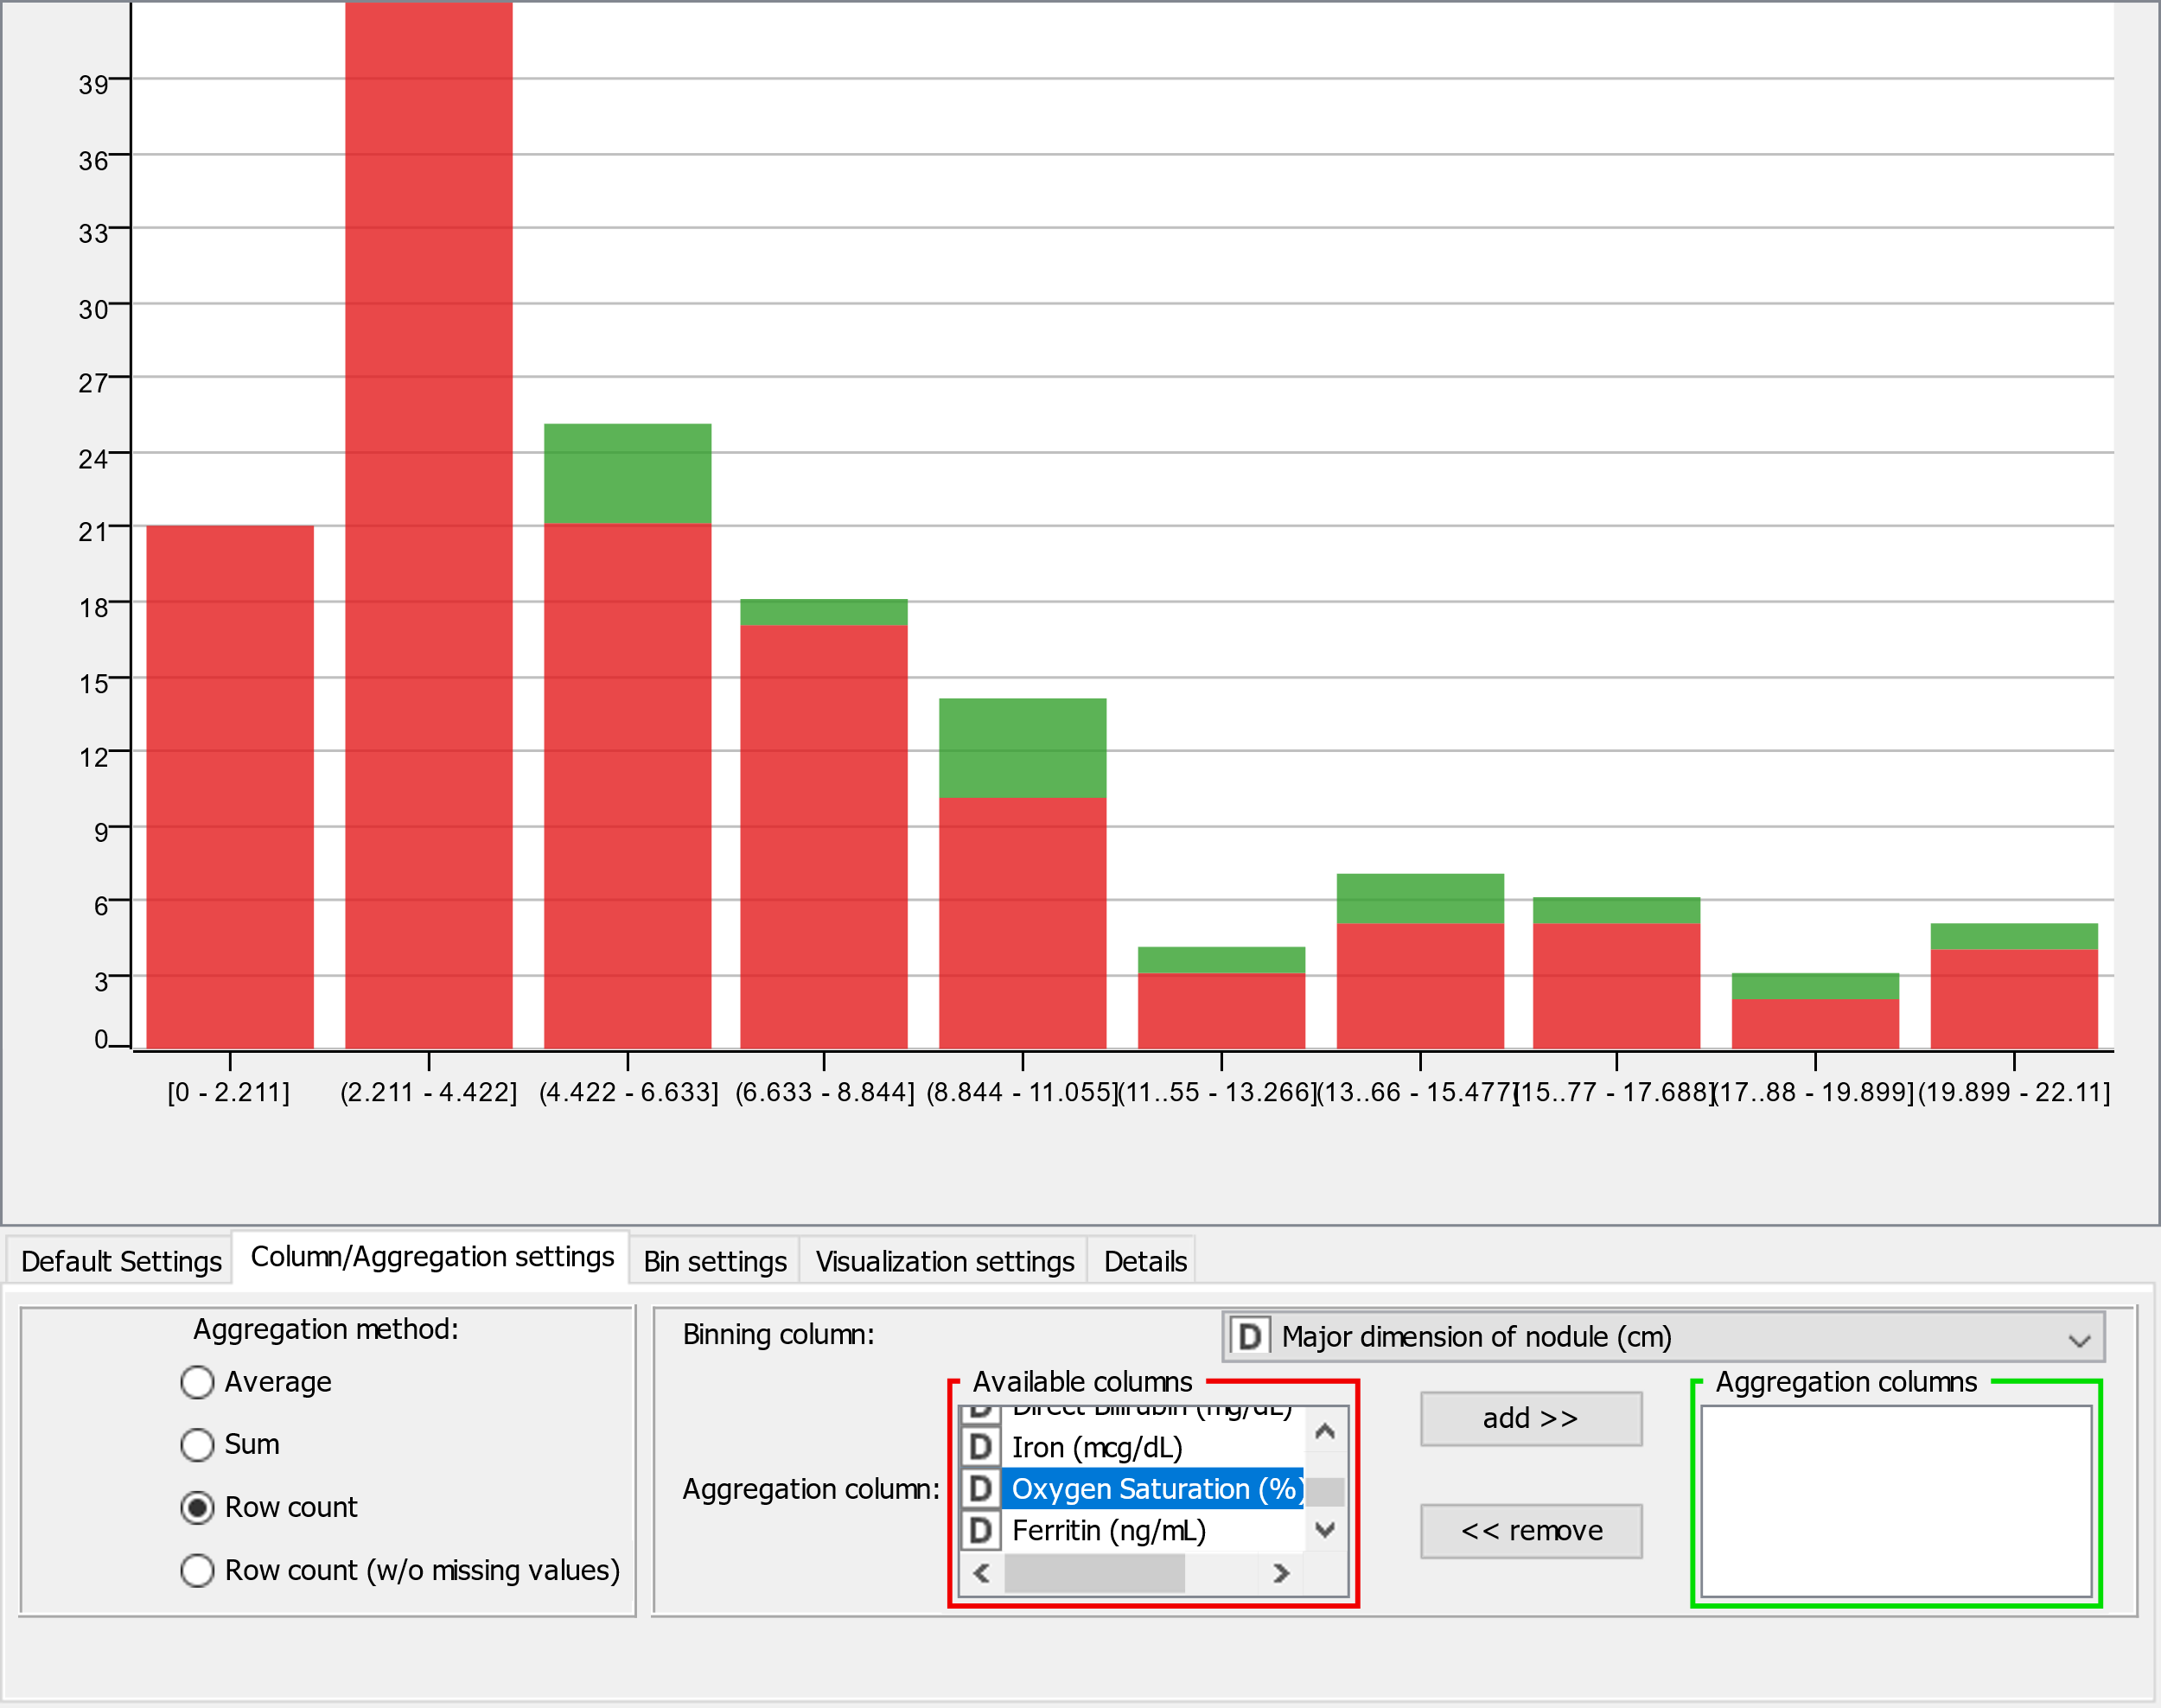 39
36
33
30
27
24
21
18
15
12
9
6
3
0
[0 - 2.211] (2.211 - 4.422] (4.422 - 6.633] (6.633 - 8.844] (8.844 - 11.055] (11..55 - 13.266] (13..66 - 15.477] (15..77 - 17.688] (17..88 - 19.899] (19.899 - 22.11]
Default Settings Column/Aggregation settings Bin settings Visualization settings Details
Aggregation method:
Average
Sum
Row count
Row count (w/o missing values)
Binning column:
D Major dimension of nodule (cm)
Aggregation column:
Available columns
D Direct Bilirubin (mg/dL)
D Iron (mcg/dL)
D Oxygen Saturation (%)
D Ferritin (ng/mL)
add >>
<< remove
Aggregation columns